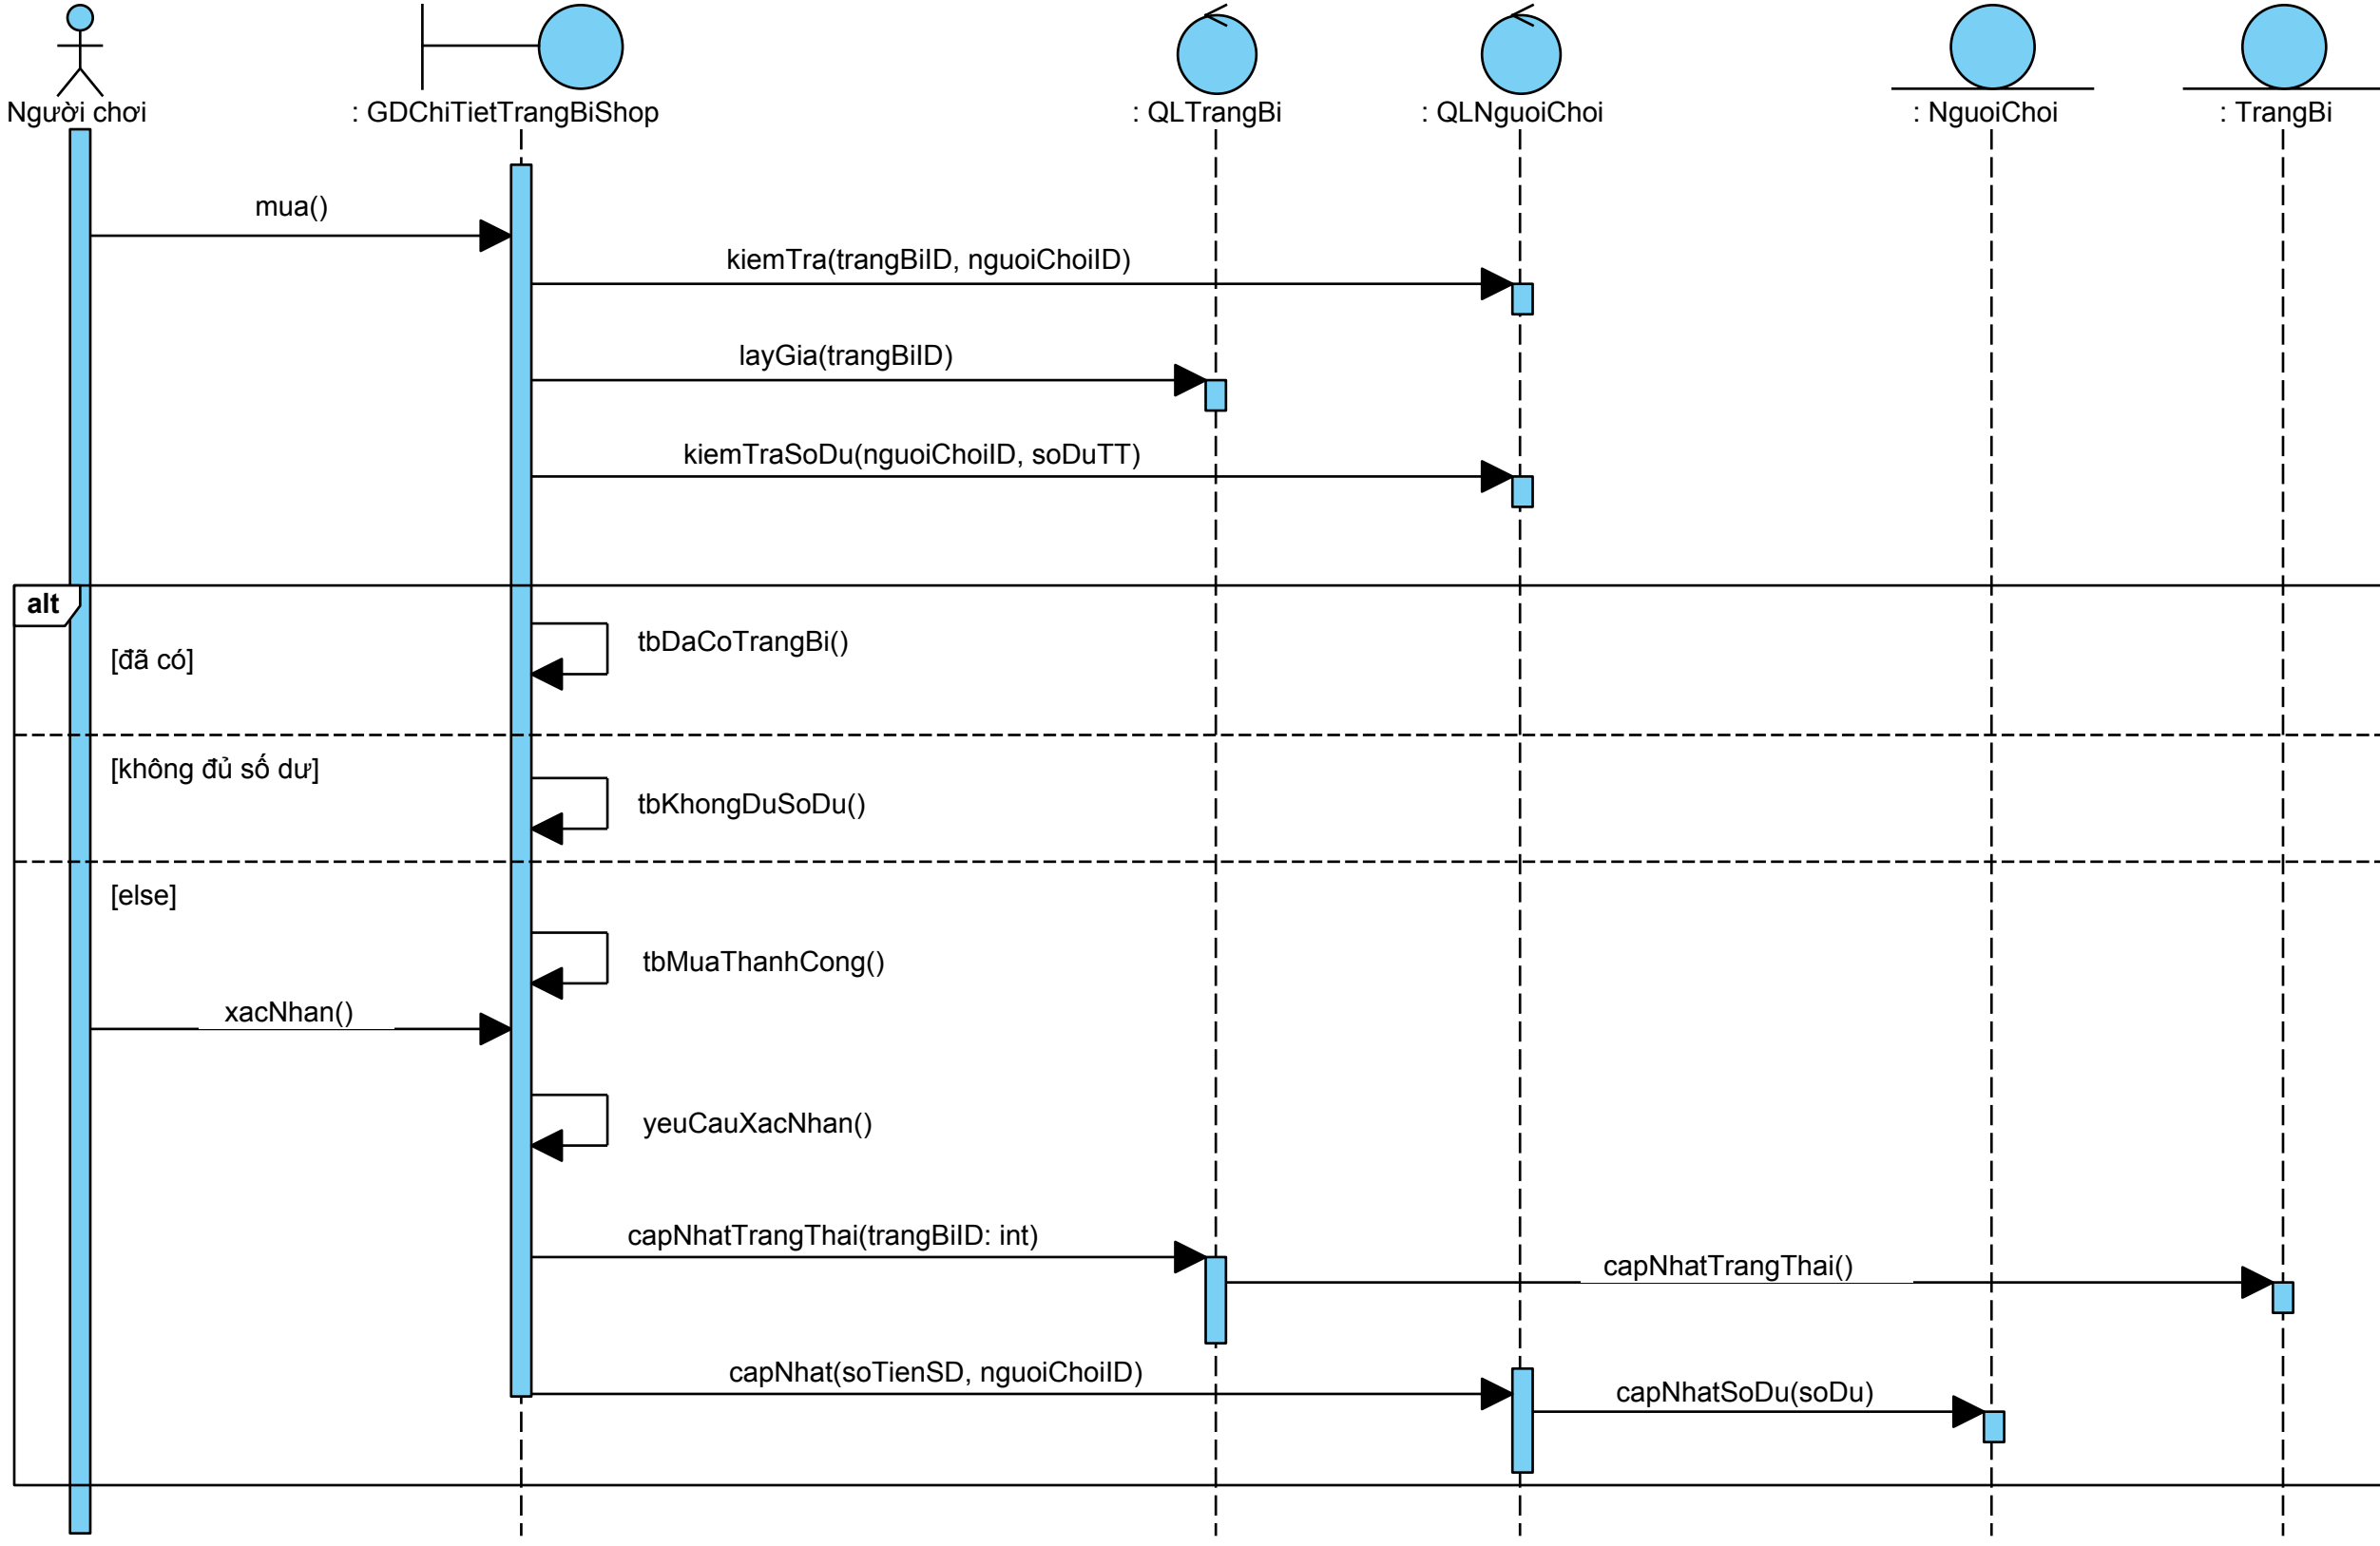 Người chơi
: GDChiTietTrangBiShop
: QLTrangBi
: QLNguoiChoi
: NguoiChoi
: TrangBi
mua()
kiemTra(trangBiID, nguoiChoiID)
layGia(trangBiID)
kiemTraSoDu(nguoiChoiID, soDuTT)
alt
[đã có]
tbDaCoTrangBi()
[không đủ số dư]
tbKhongDuSoDu()
[else]
tbMuaThanhCong()
xacNhan()
yeuCauXacNhan()
capNhatTrangThai(trangBiID: int)
capNhatTrangThai()
capNhat(soTienSD, nguoiChoiID)
capNhatSoDu(soDu)